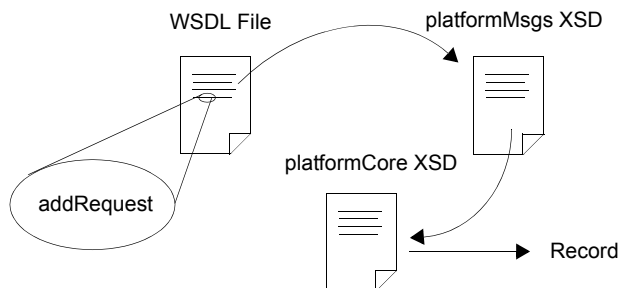 WSDL File
platformMsgs XSD
platformCore XSD
addRequest
Record